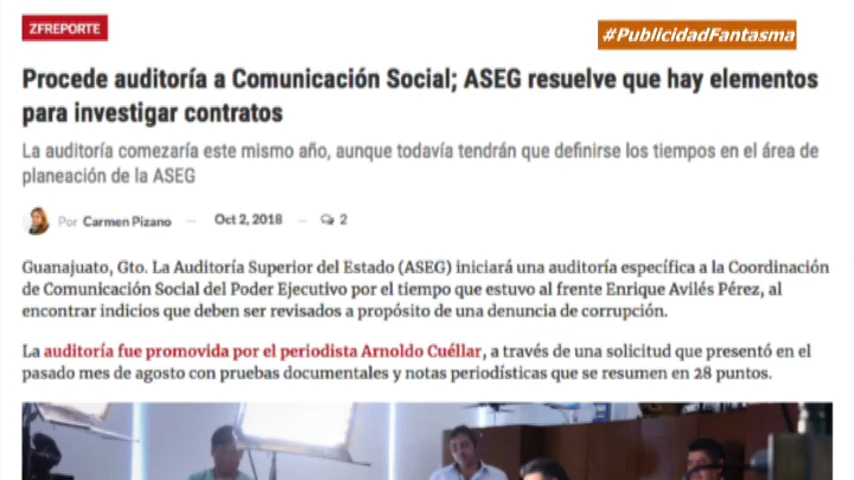 ZFREPORTE
#PublicidadFantasma
Procede auditoría a Comunicación Social; ASEG resuelve que hay elementos
para investigar contratos
La auditoría comezaría este mismo año, aunque todavía tendrán que definirse los tiempos en el área de
planeación de la ASEG
Por Carmen Pizano — Oct 2, 2018 — 2
Guanajuato, Gto. La Auditoría Superior del Estado (ASEG) iniciará una auditoría específica a la Coordinación
de Comunicación Social del Poder Ejecutivo por el tiempo que estuvo al frente Enrique Avilés Pérez, al
encontrar indicios que deben ser revisados a propósito de una denuncia de corrupción.
La auditoría fue promovida por el periodista Arnoldo Cuéllar, a través de una solicitud que presentó en el
pasado mes de agosto con pruebas documentales y notas periodísticas que se resumen en 28 puntos.